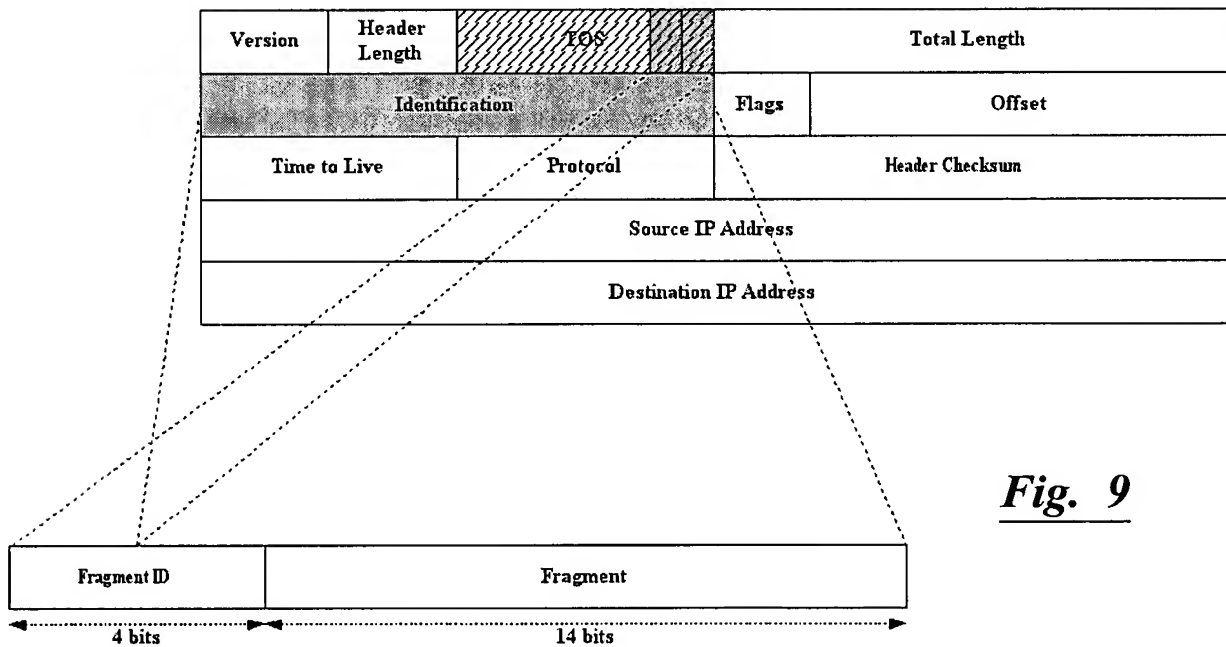 Version
Header
Length
TOS
Total Length
Identification
Flags
Offset
Time to Live
Protocol
Header Checksum
Source IP Address
Destination IP Address
Fig. 9
Fragment ID
Fragment
4 bits
14 bits